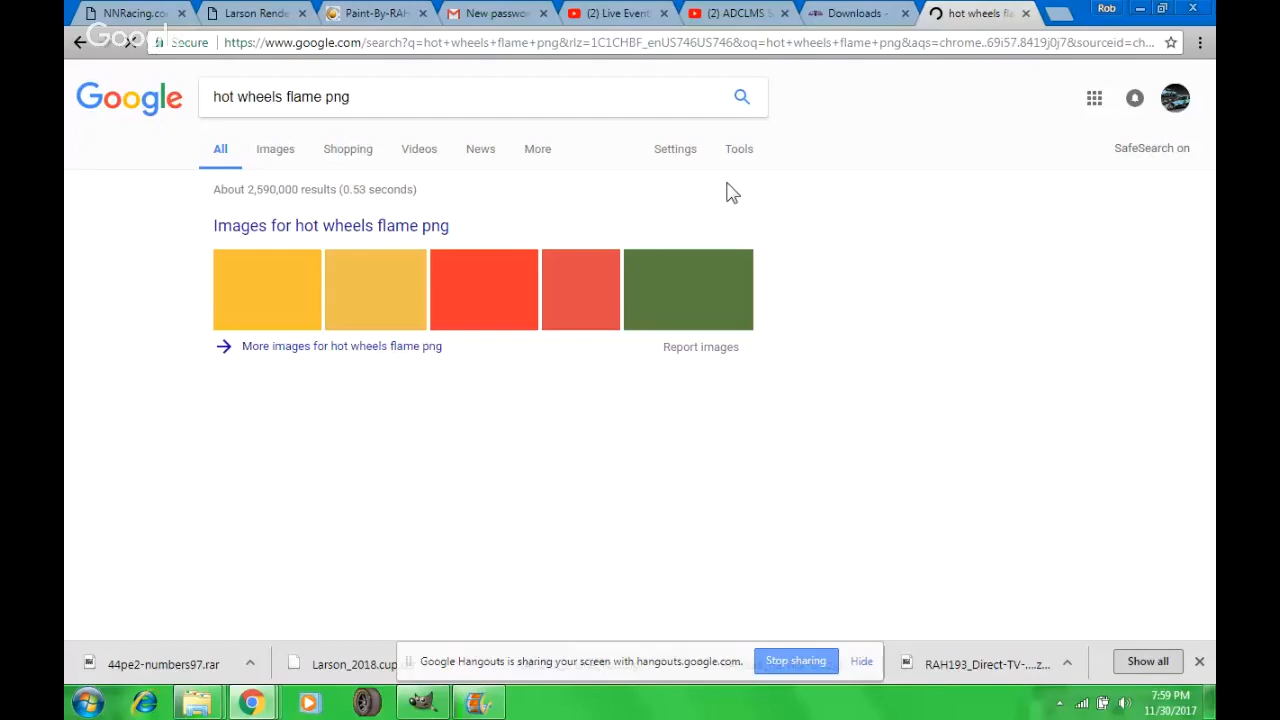 NNRacing.co
Larson Rende
Paint-By-RAH
New passwo
(2) Live Event
(2) ADCLMS S
Downloads -
hot wheels fla
Rob
Secure
https://www.google.com/search?q=hot+wheels+flame+png&rlz=1C1CHBF_enUS746US746&oq=hot+wheels+flame+png&aqs=chrome..69i57.8419j0j7&sourceid=ch...
Google
hot wheels flame png
All
Images
Shopping
Videos
News
More
Settings
Tools
SafeSearch on
About 2,590,000 results (0.53 seconds)
Images for hot wheels flame png
More images for hot wheels flame png
Report images
44pe2-numbers97.rar
Larson_2018.cup
Google Hangouts is sharing your screen with hangouts.google.com.
Stop sharing
Hide
RAH193_Direct-TV-....z...
Show all
7:59 PM
11/30/2017